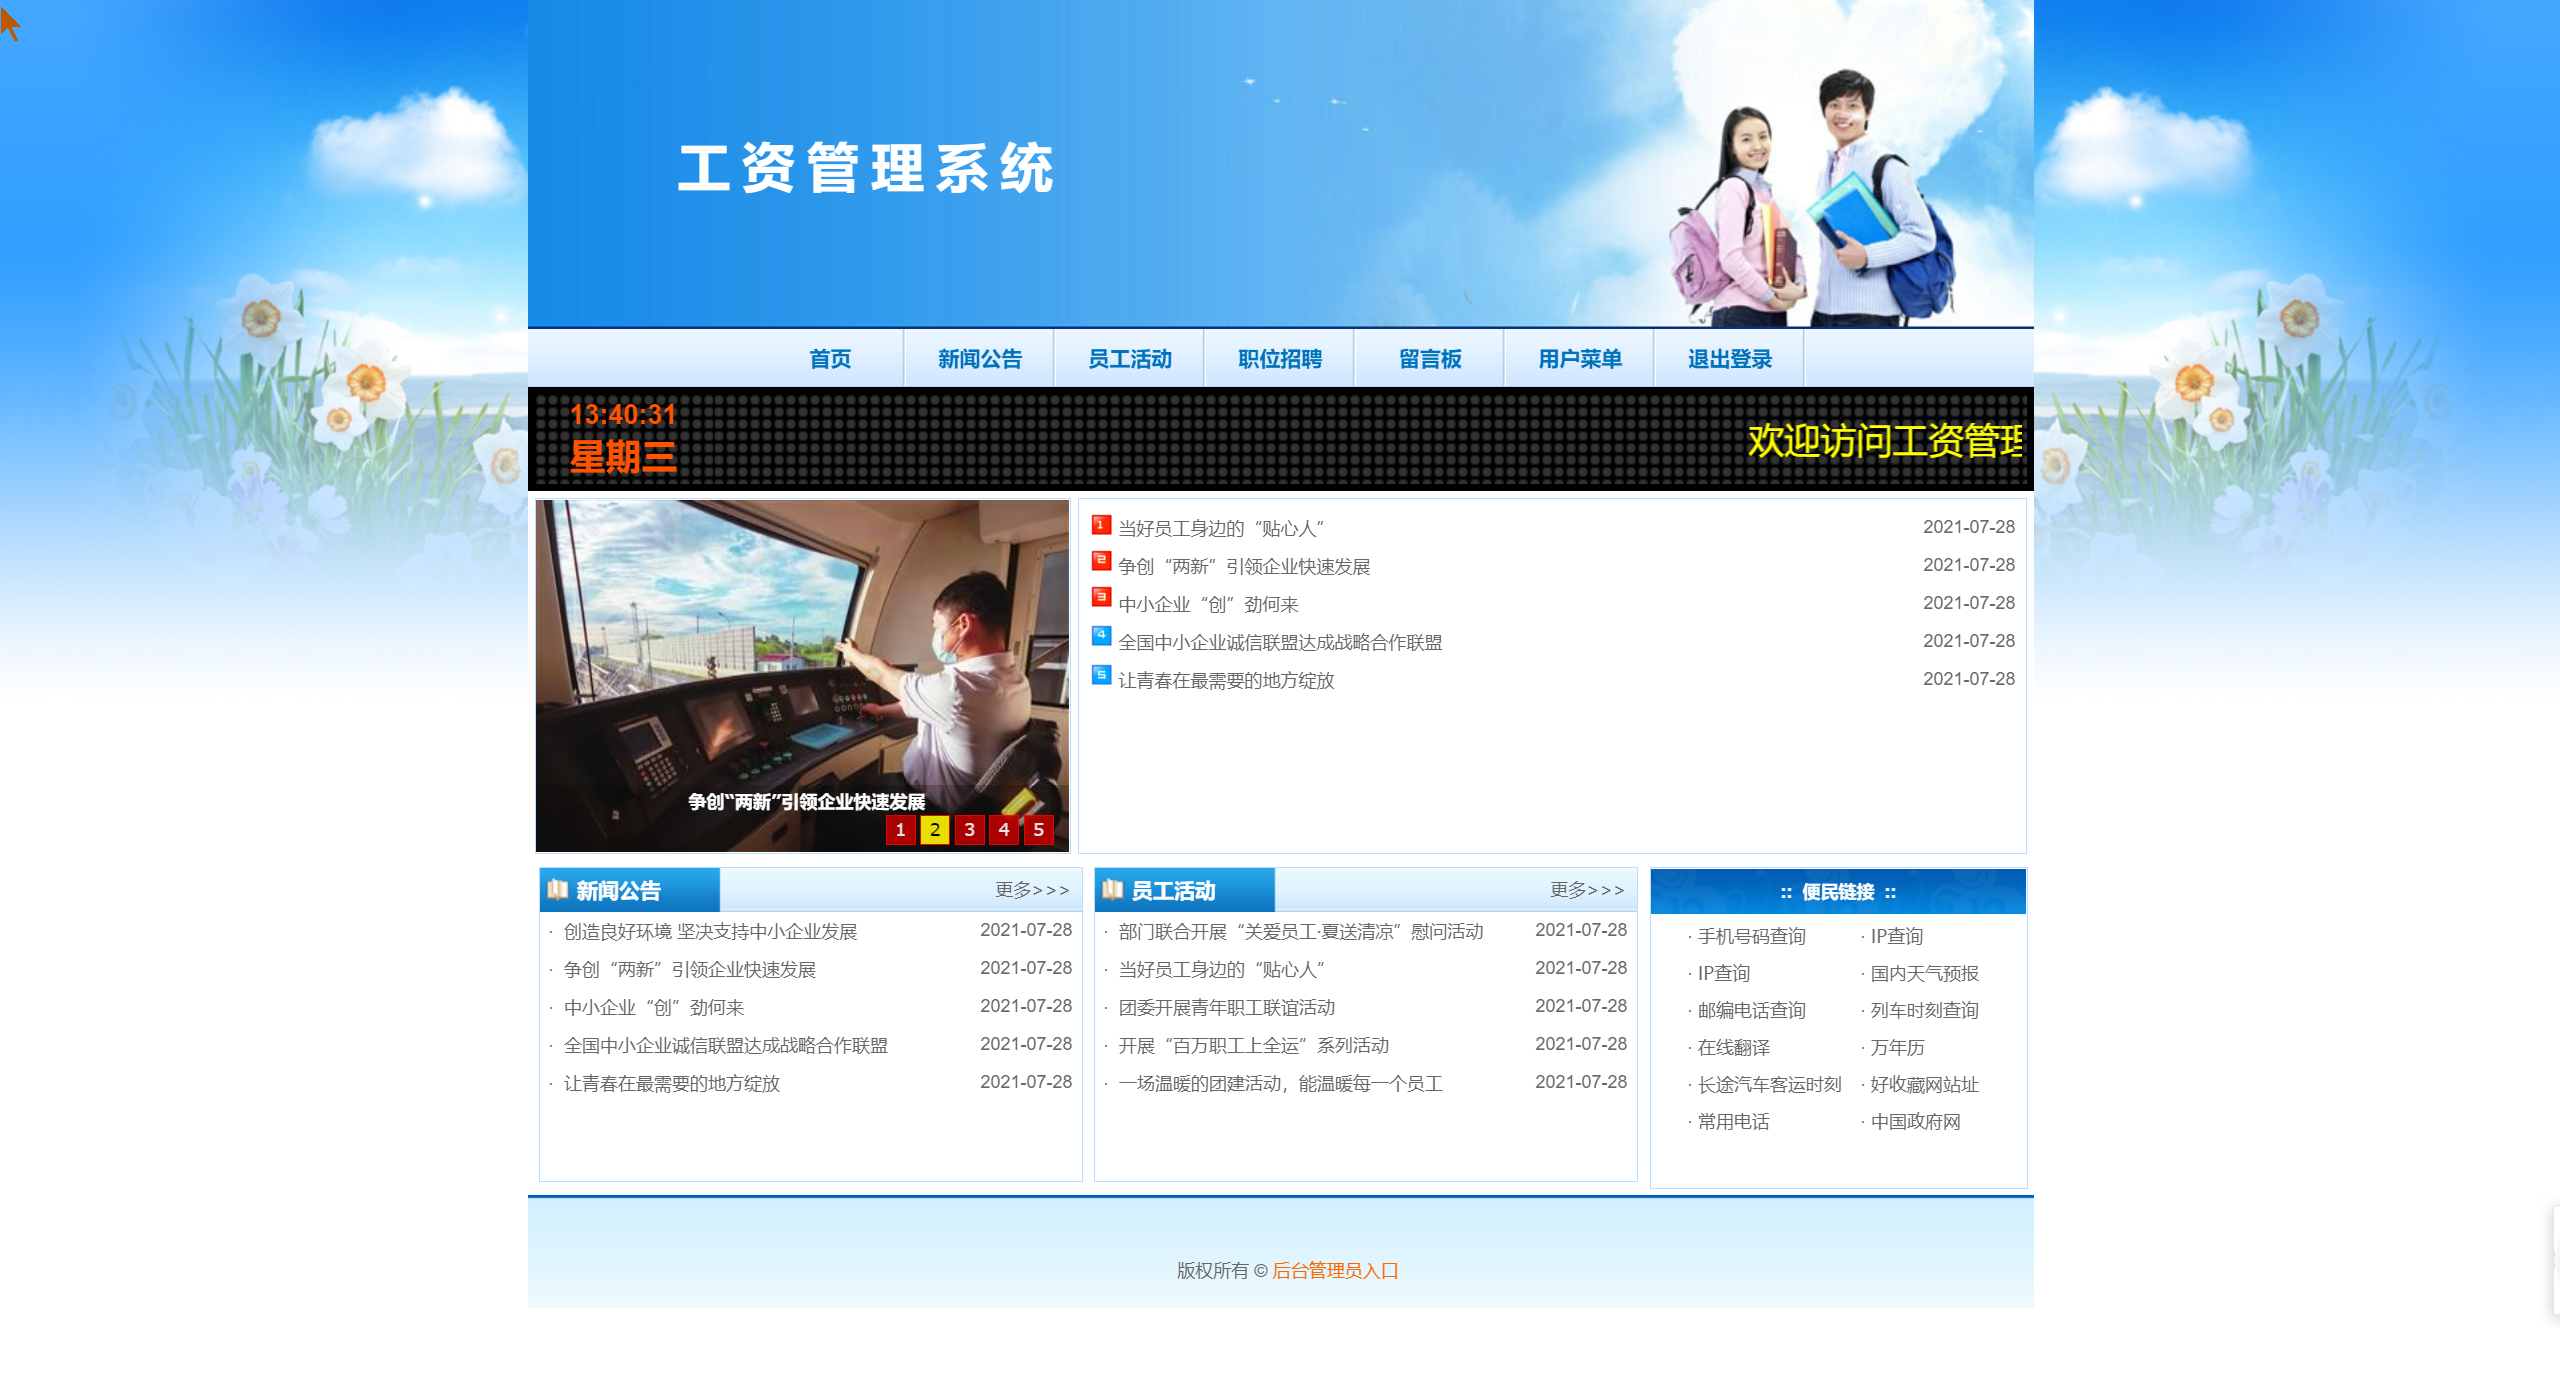 工资管理系统
首页 新闻公告 员工活动 职位招聘 留言板 用户菜单 退出登录
13:40:31
星期三
欢迎访问工资管理
1 当好员工身边的“贴心人” 2021-07-28
2 争创“两新”引领企业快速发展 2021-07-28
3 中小企业“创”劲何来 2021-07-28
4 全国中小企业诚信联盟达成战略合作联盟 2021-07-28
5 让青春在最需要的地方绽放 2021-07-28
争创“两新”引领企业快速发展
1 2 3 4 5
新闻公告 更多>>>
· 创造良好环境 坚决支持中小企业发展 2021-07-28
· 争创“两新”引领企业快速发展 2021-07-28
· 中小企业“创”劲何来 2021-07-28
· 全国中小企业诚信联盟达成战略合作联盟 2021-07-28
· 让青春在最需要的地方绽放 2021-07-28
员工活动 更多>>>
· 部门联合开展“关爱员工·夏送清凉”慰问活动 2021-07-28
· 当好员工身边的“贴心人” 2021-07-28
· 团委开展青年职工联谊活动 2021-07-28
· 开展“百万职工上全运”系列活动 2021-07-28
· 一场温暖的团建活动，能温暖每一个员工 2021-07-28
:: 便民链接 ::
· 手机号码查询 · IP查询
· IP查询 · 国内天气预报
· 邮编电话查询 · 列车时刻查询
· 在线翻译 · 万年历
· 长途汽车客运时刻 · 好收藏网站址
· 常用电话 · 中国政府网
版权所有 © 后台管理员入口